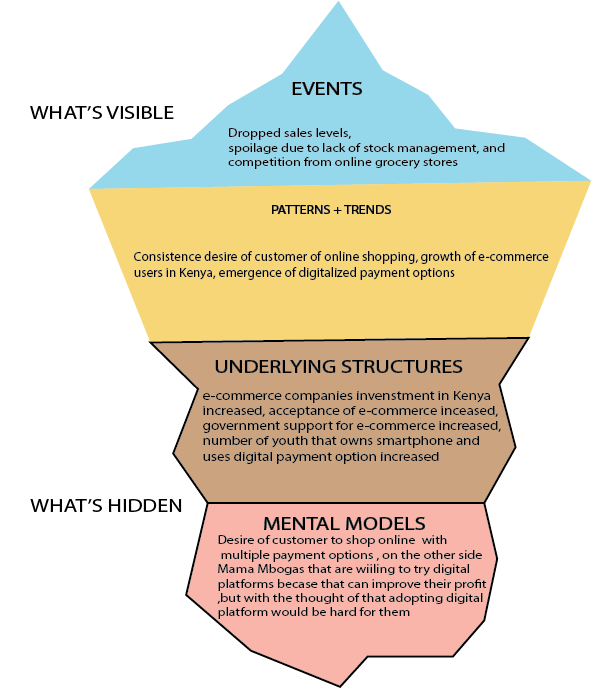 EVENTS
WHAT'S VISIBLE
Dropped sales levels,
spoilage due to lack of stock management, and
competition from online grocery stores
PATTERNS + TRENDS
Consistence desire of customer of online shopping, growth of e-commerce
users in Kenya, emergence of digitalized payment options
UNDERLYING STRUCTURES
e-commerce companies invenstment in Kenya
increased, acceptance of e-commerce inceased,
government support for e-commerce increased,
number of youth that owns smartphone and
uses digital payment option increased
WHAT'S HIDDEN
MENTAL MODELS
Desire of customer to shop online with
multiple payment options , on the other side
Mama Mbogas that are wiiling to try digital
platforms becase that can improve their profit
,but with the thought of that adopting digital
platform would be hard for them